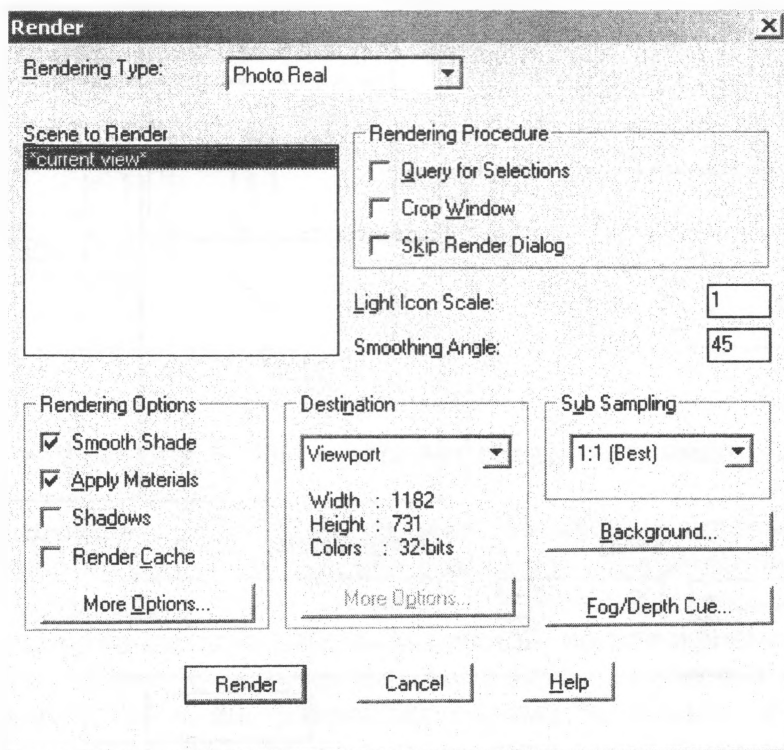 Render
Rendering Type:
Photo Real
Scene to Render
*current view*
Rendering Procedure
Query for Selections
Crop Window
Skip Render Dialog
Light Icon Scale:
1
Smoothing Angle:
45
Rendering Options
Smooth Shade
Apply Materials
Shadows
Render Cache
More Options...
Destination
Viewport
Width : 1182
Height : 731
Colors : 32-bits
More Options...
Sub Sampling
1:1 (Best)
Background...
Fog/Depth Cue...
Render
Cancel
Help